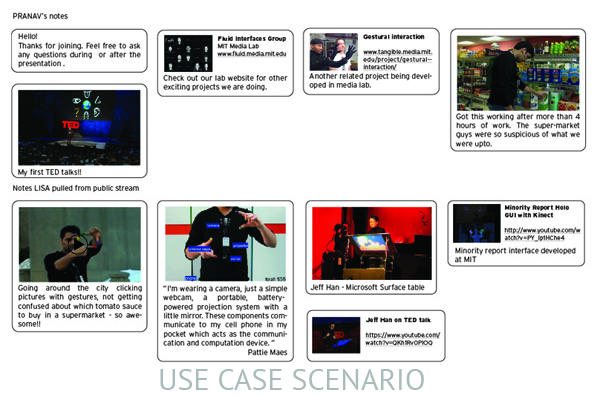 PRANAV's notes
Hello!
Thanks for joining. Feel free to ask
any questions during or after the
presentation .
Fluid Interfaces Group
MIT Media Lab
www.fluid.media.mit.edu
Check out our lab website for other
exciting projects we are doing.
Gestural interaction
www.tangible.media.mit.
edu/project/gestural-
interaction/
Another related project being devel-
oped in media lab.
Got this working after more than 4
hours of work. The super-market
guys were so suspicious of what we
were upto.
TED
My first TED talks!!
Notes LISA pulled from public stream
Going around the city clicking
pictures with gestures, not getting
confused about which tomato sauce
to buy in a supermarket - so awe-
some!!
"I'm wearing a camera, just a simple
webcam, a portable, battery-
powered projection system with a
little mirror. These components com-
municate to my cell phone in my
pocket which acts as the communi-
cation and computation device. "
Pattie Maes
Jeff Han - Microsoft Surface table
Minority Report Holo
GUI with Kinect
http://www.youtube.com/w
Minority report interface developed
at MIT
Jeff Han on TED talk
https://www.youtube.com/
USE CASE SCENARIO